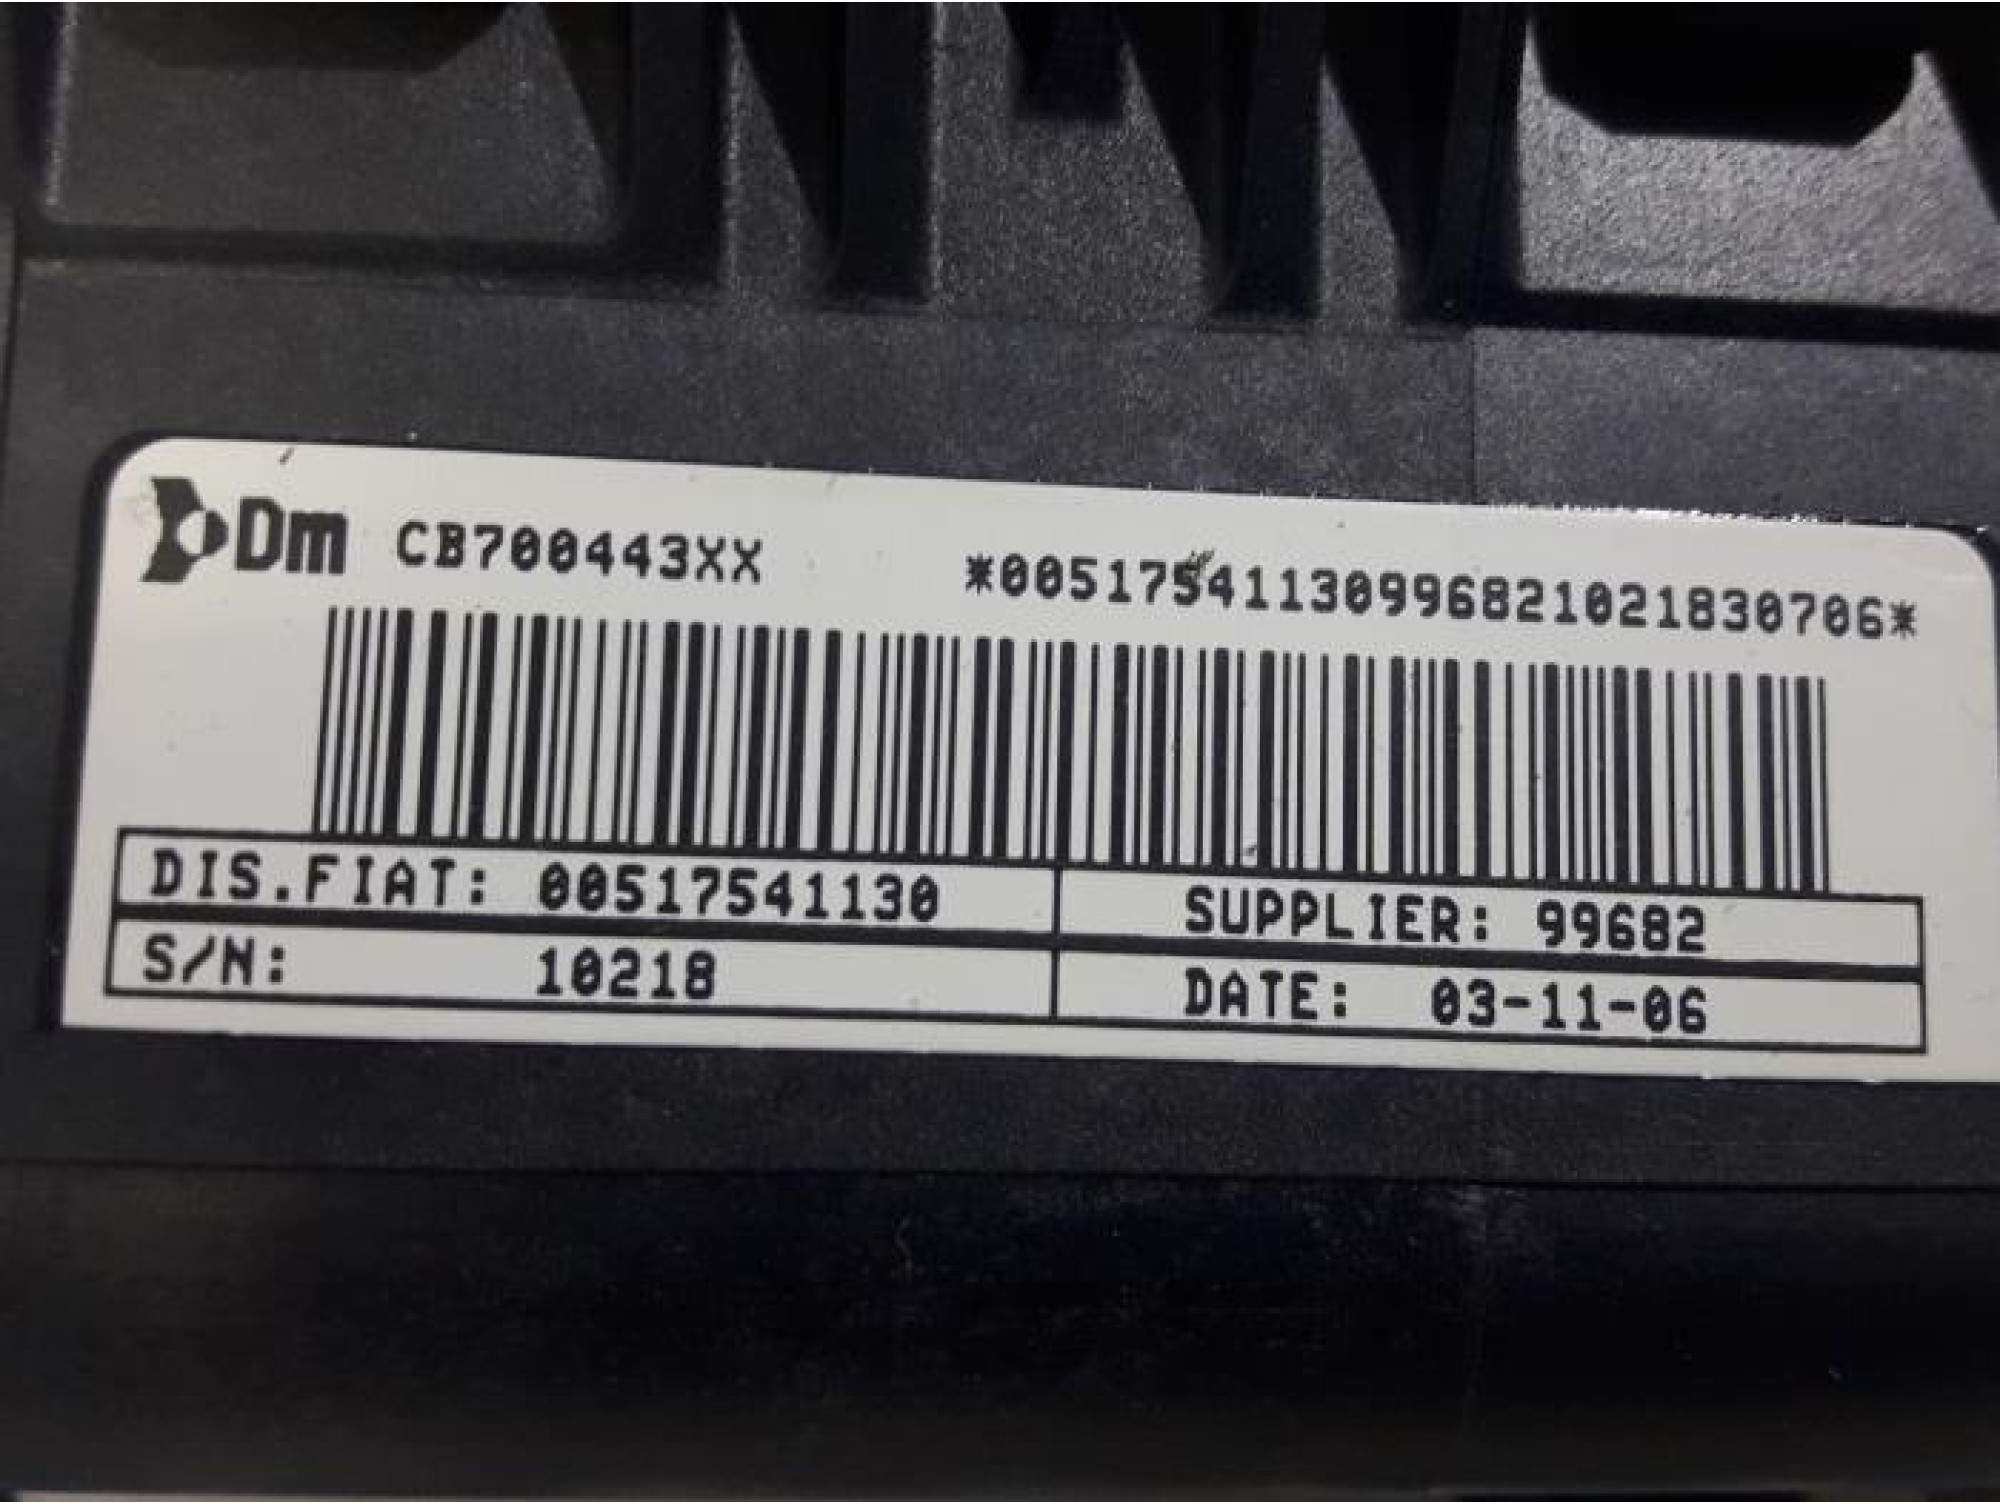 Dm CB700443XX *00517541130996821021830706*
DIS.FIAT: 00517541130 SUPPLIER: 99682
S/N: 10218 DATE: 03-11-06